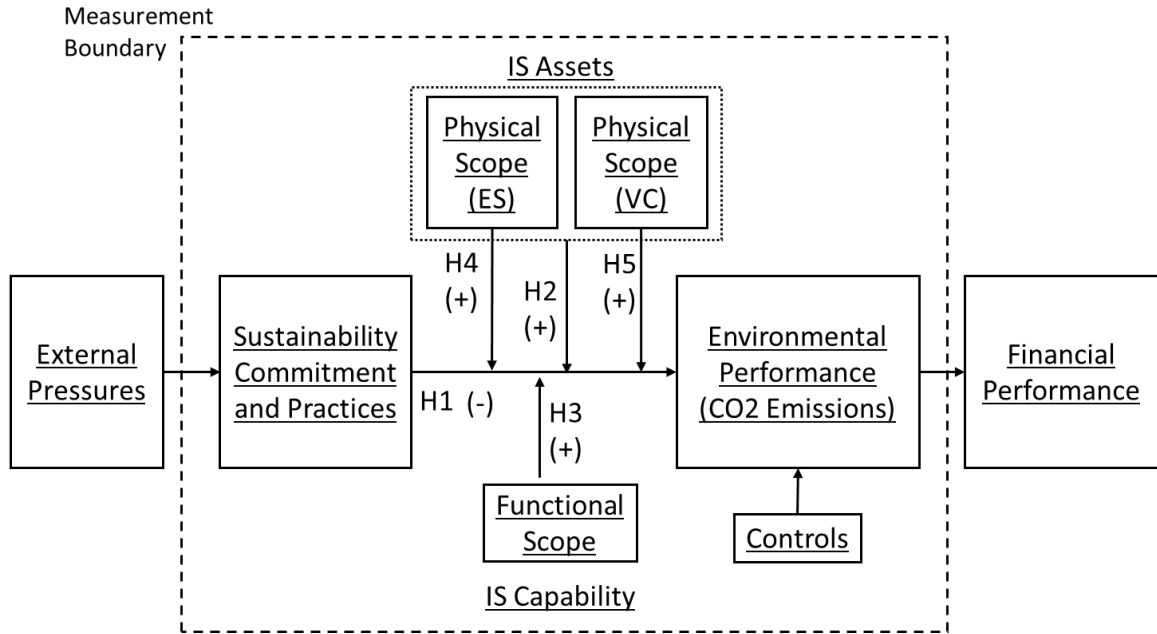 Measurement
Boundary
IS Assets
Physical
Scope
(ES)
Physical
Scope
(VC)
H4
(+)
H2
(+)
H5
(+)
External
Pressures
Sustainability
Commitment
and Practices
H1 (-)
H3
(+)
Environmental
Performance
(CO2 Emissions)
Financial
Performance
Functional
Scope
Controls
IS Capability